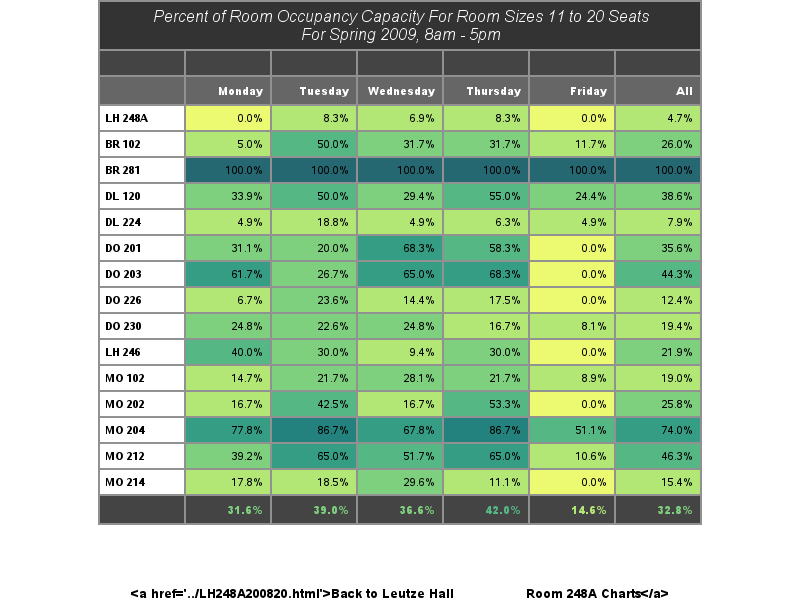 Percent of Room Occupancy Capacity For Room Sizes 11 to 20 Seats
For Spring 2009, 8am - 5pm
Monday Tuesday Wednesday Thursday Friday All
LH 248A 0.0% 8.3% 6.9% 8.3% 0.0% 4.7%
BR 102 5.0% 50.0% 31.7% 31.7% 11.7% 26.0%
BR 281 100.0% 100.0% 100.0% 100.0% 100.0% 100.0%
DL 120 33.9% 50.0% 29.4% 55.0% 24.4% 38.6%
DL 224 4.9% 18.8% 4.9% 6.3% 4.9% 7.9%
DO 201 31.1% 20.0% 68.3% 58.3% 0.0% 35.6%
DO 203 61.7% 26.7% 65.0% 68.3% 0.0% 44.3%
DO 226 6.7% 23.6% 14.4% 17.5% 0.0% 12.4%
DO 230 24.8% 22.6% 24.8% 16.7% 8.1% 19.4%
LH 246 40.0% 30.0% 9.4% 30.0% 0.0% 21.9%
MO 102 14.7% 21.7% 28.1% 21.7% 8.9% 19.0%
MO 202 16.7% 42.5% 16.7% 53.3% 0.0% 25.8%
MO 204 77.8% 86.7% 67.8% 86.7% 51.1% 74.0%
MO 212 39.2% 65.0% 51.7% 65.0% 10.6% 46.3%
MO 214 17.8% 18.5% 29.6% 11.1% 0.0% 15.4%
31.6% 39.0% 36.6% 42.0% 14.6% 32.8%
<a href='../LH248A200820.html'>Back to Leutze Hall Room 248A Charts</a>